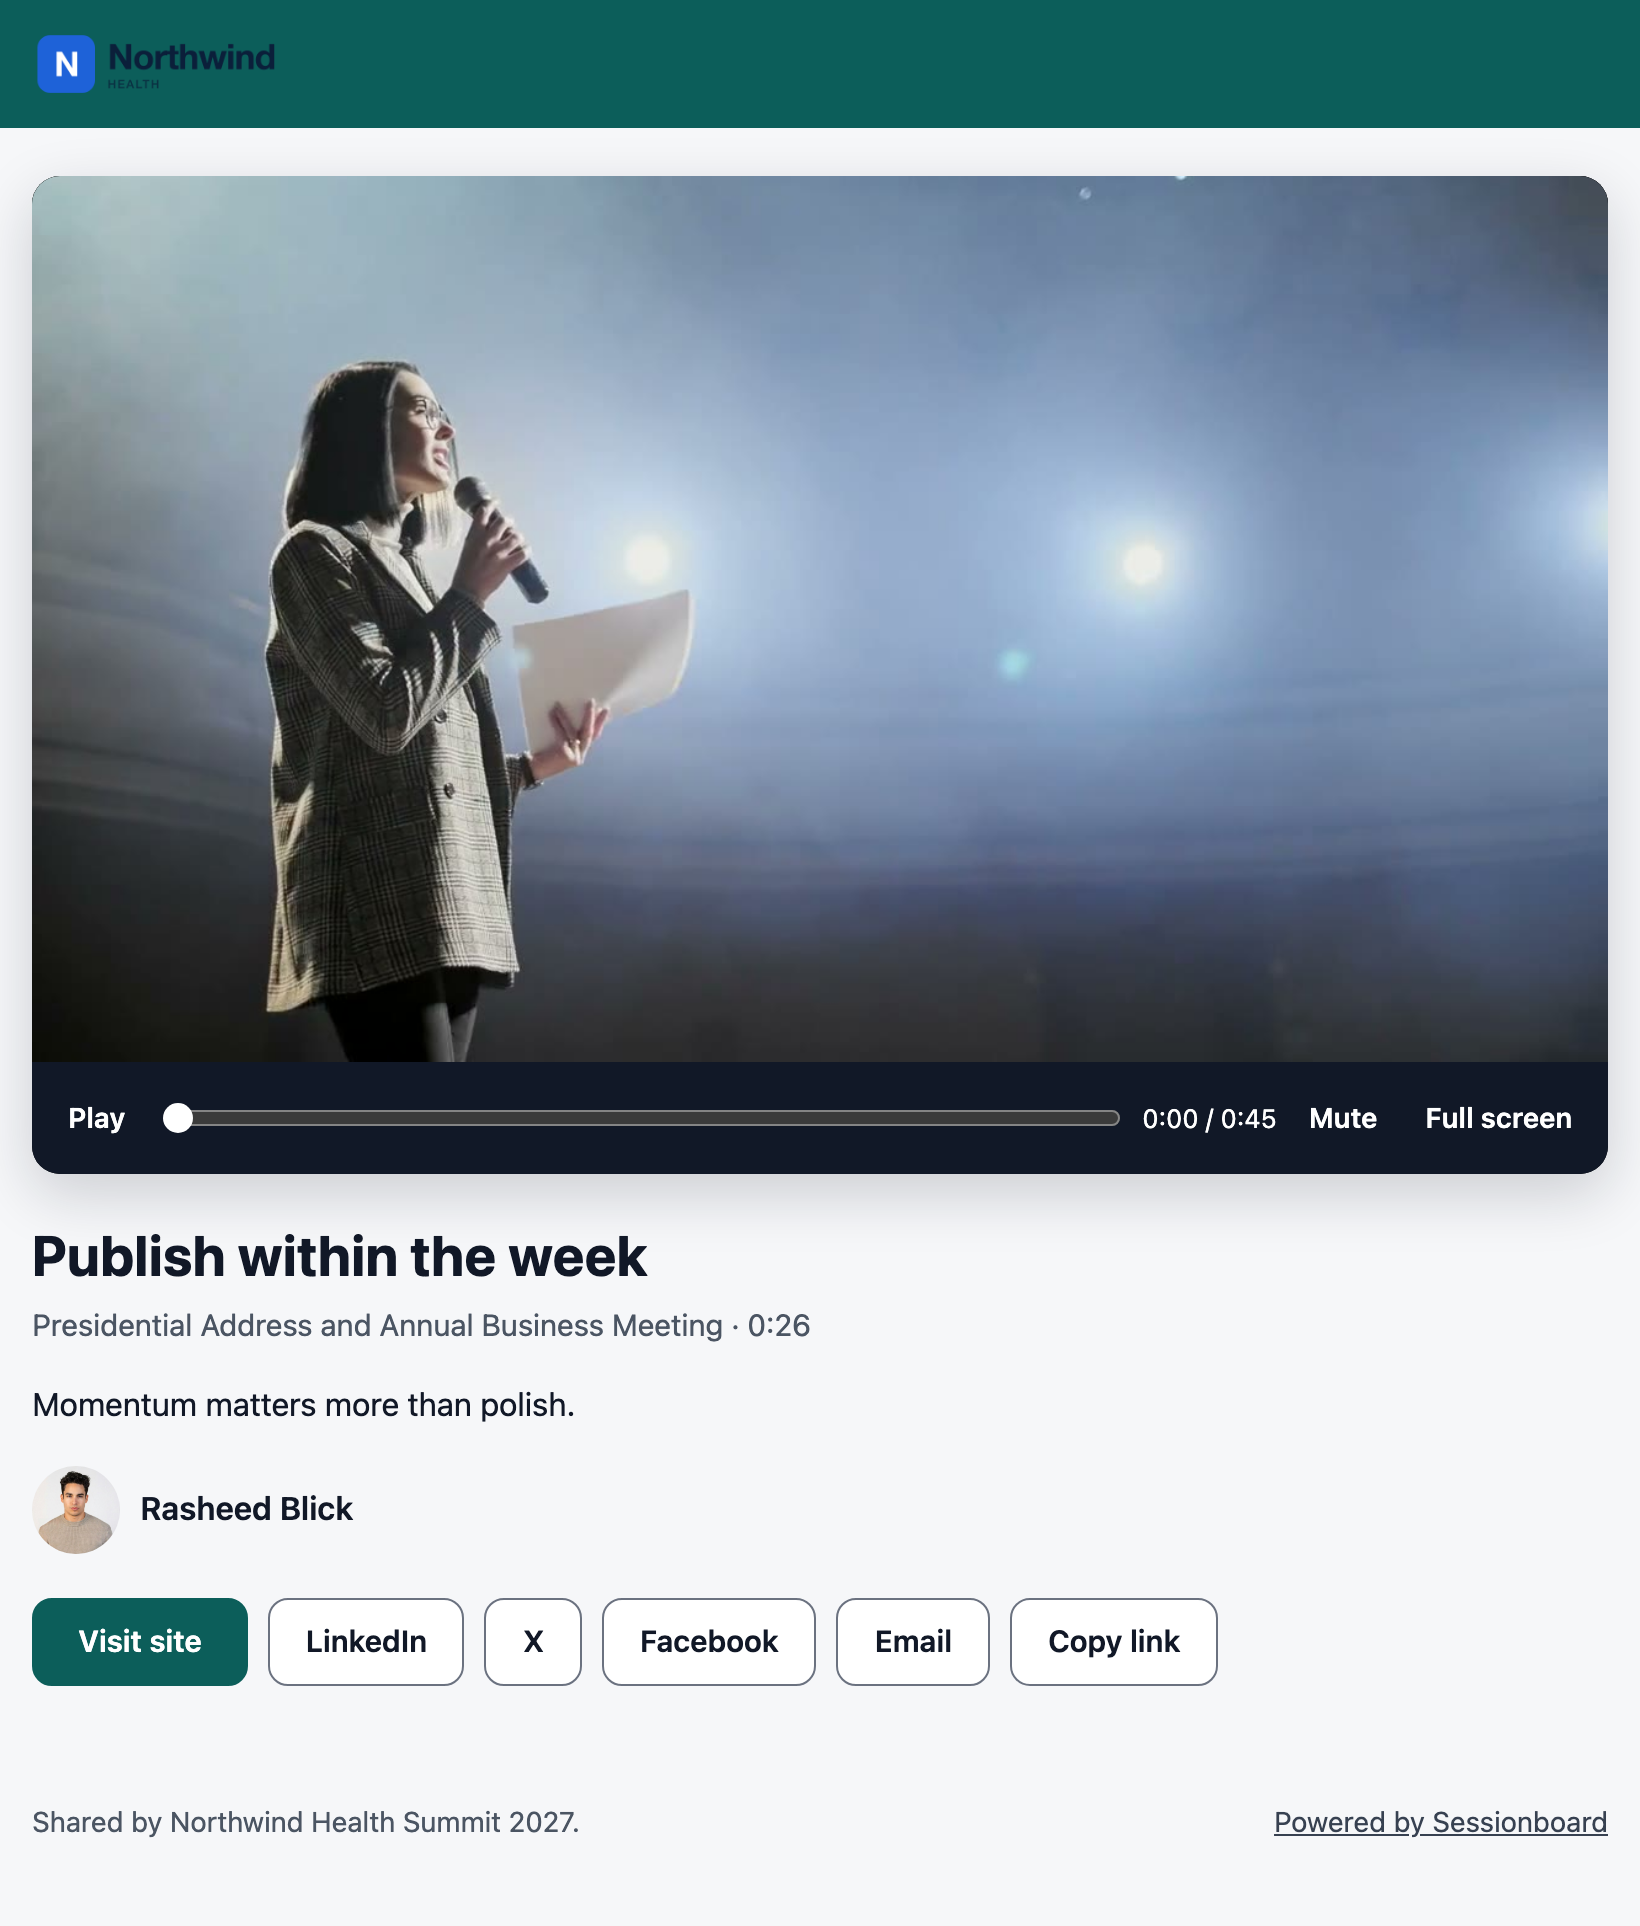 N
Northwind
HEALTH
Play
0:00 / 0:45
Mute
Full screen
Publish within the week
Presidential Address and Annual Business Meeting · 0:26
Momentum matters more than polish.
Rasheed Blick
Visit site
LinkedIn
X
Facebook
Email
Copy link
Shared by Northwind Health Summit 2027.
Powered by Sessionboard